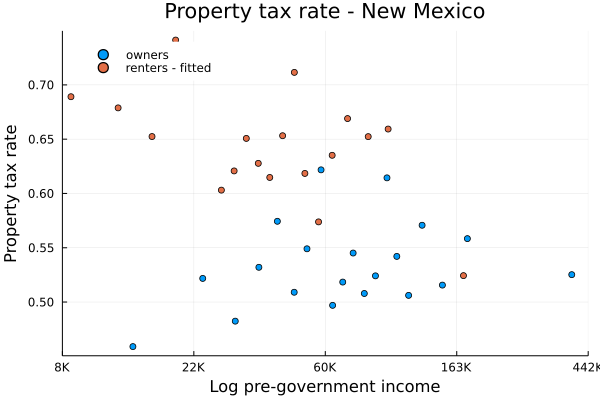 Property tax rate - New Mexico
owners
renters - fitted
0.70
0.65
0.60
0.55
0.50
Property tax rate
8K 22K 60K 163K 442K
Log pre-government income